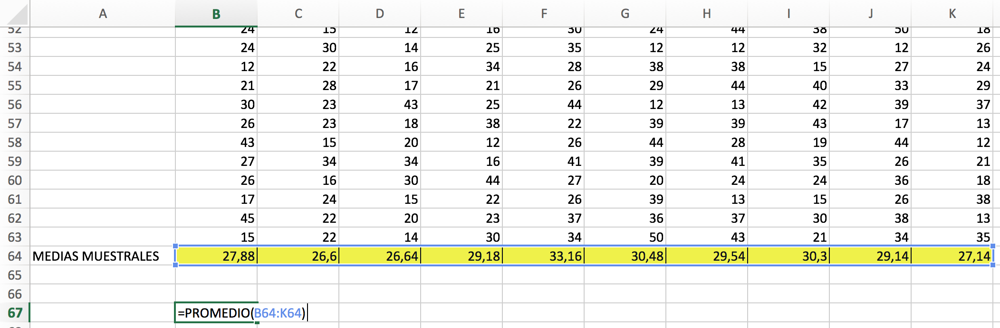 A B C D E F G H I J K
52 24 15 12 16 30 24 44 38 50 18
53 24 30 14 25 35 12 12 32 12 26
54 12 22 16 34 28 38 38 15 27 24
55 21 28 17 21 26 29 44 40 33 29
56 30 23 43 25 44 12 13 42 39 37
57 26 23 18 38 22 39 39 43 17 13
58 43 15 20 12 26 44 28 19 44 12
59 27 34 34 16 41 39 41 35 26 21
60 26 16 30 44 27 20 24 24 36 18
61 17 24 15 22 26 39 13 15 26 38
62 45 22 20 23 37 36 37 30 38 13
63 15 22 14 30 34 50 43 21 34 35
64 MEDIAS MUESTRALES 27,88 26,6 26,64 29,18 33,16 30,48 29,54 30,3 29,14 27,14
65
66
67 =PROMEDIO(B64:K64)